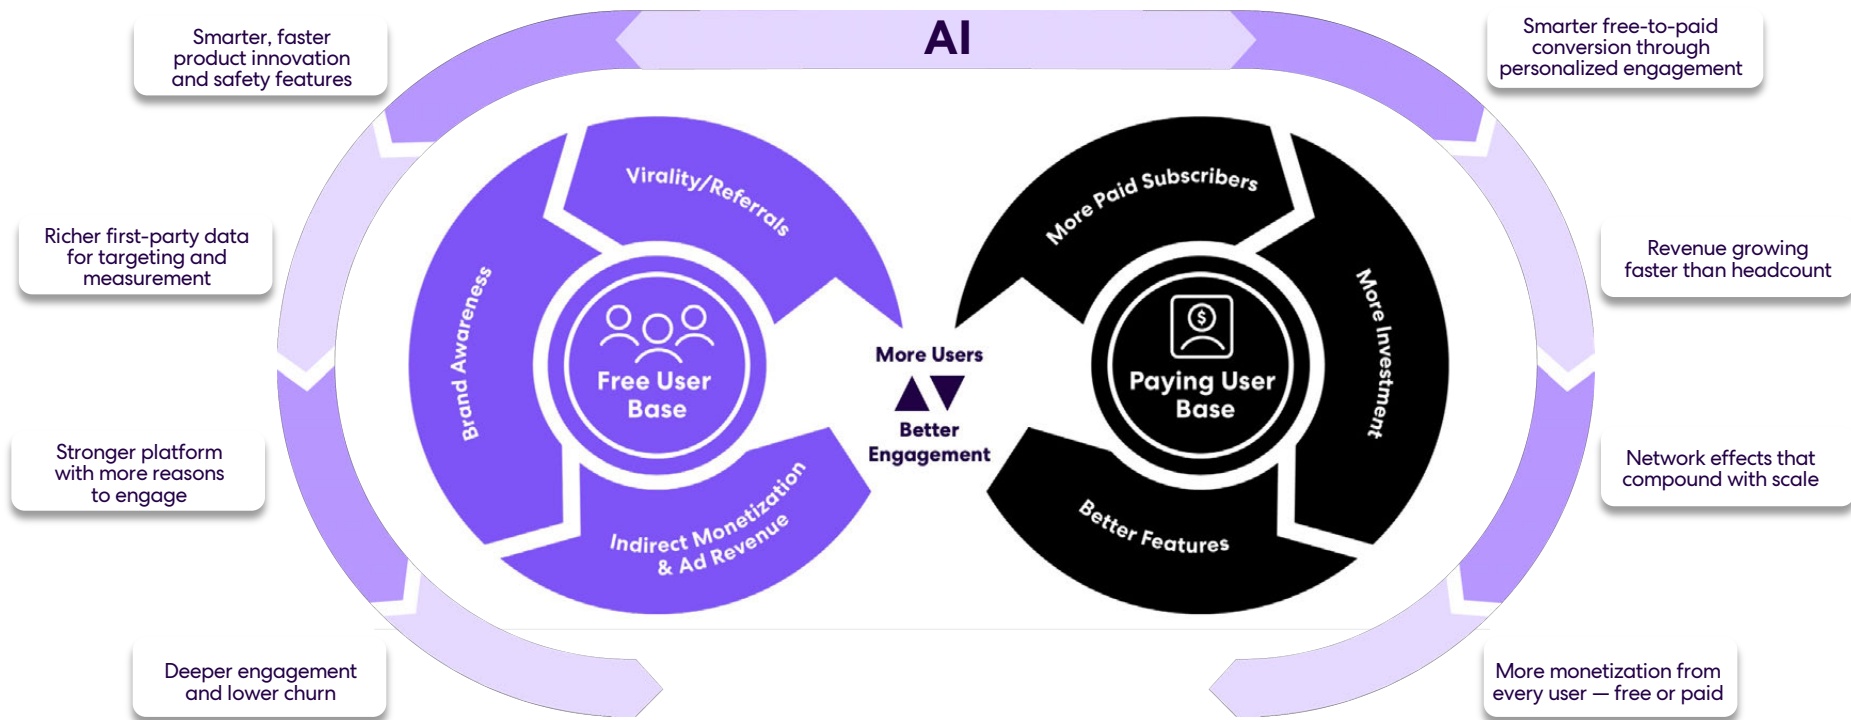 AI
Smarter, faster
product innovation
and safety features
Richer first-party data
for targeting and
measurement
Stronger platform
with more reasons
to engage
Deeper engagement
and lower churn
Virality/Referrals
Brand Awareness
Indirect Monetization
& Ad Revenue
Free User
Base
More Users
Better
Engagement
More Paid Subscribers
More Investment
Better Features
$
Paying User
Base
Smarter free-to-paid
conversion through
personalized engagement
Revenue growing
faster than headcount
Network effects that
compound with scale
More monetization from
every user — free or paid